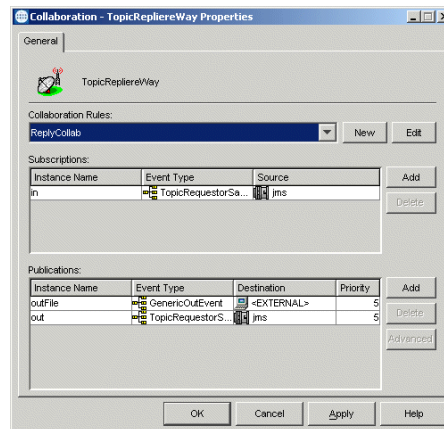 Collaboration - TopicRepliereWay Properties
General
TopicRepliereWay
Collaboration Rules:
ReplyCollab New Edit
Subscriptions:
Instance Name Event Type Source Add
in TopicRequestorSa... jms
Delete
Publications:
Instance Name Event Type Destination Priority Add
outFile GenericOutEvent <EXTERNAL> 5 Delete
out TopicRequestorS... jms 5
Advanced
OK Cancel Apply Help